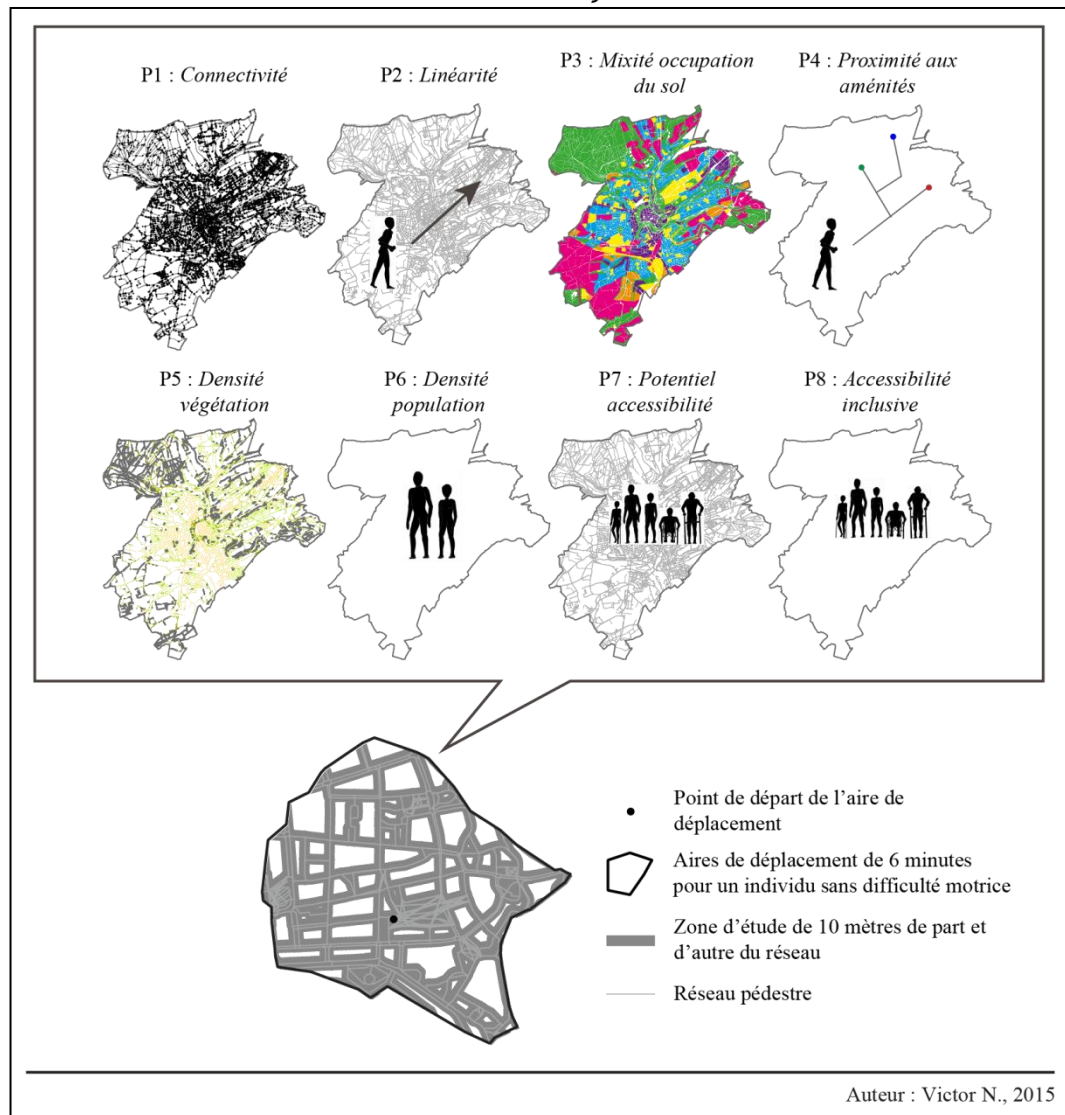 P1 : Connectivité
P2 : Linéarité
P3 : Mixité occupation
du sol
P4 : Proximité aux
aménités
P5 : Densité
végétation
P6 : Densité
population
P7 : Potentiel
accessibilité
P8 : Accessibilité
inclusive
Point de départ de l'aire de
déplacement
Aires de déplacement de 6 minutes
pour un individu sans difficulté motrice
Zone d'étude de 10 mètres de part et
d'autre du réseau
Réseau pédestre
Auteur : Victor N., 2015